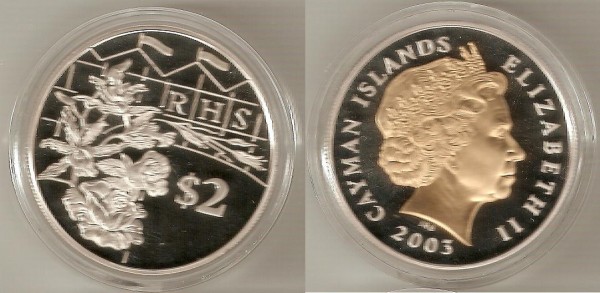 RHS
$2
CAYMAN ISLANDS
ELIZABETH II
2003